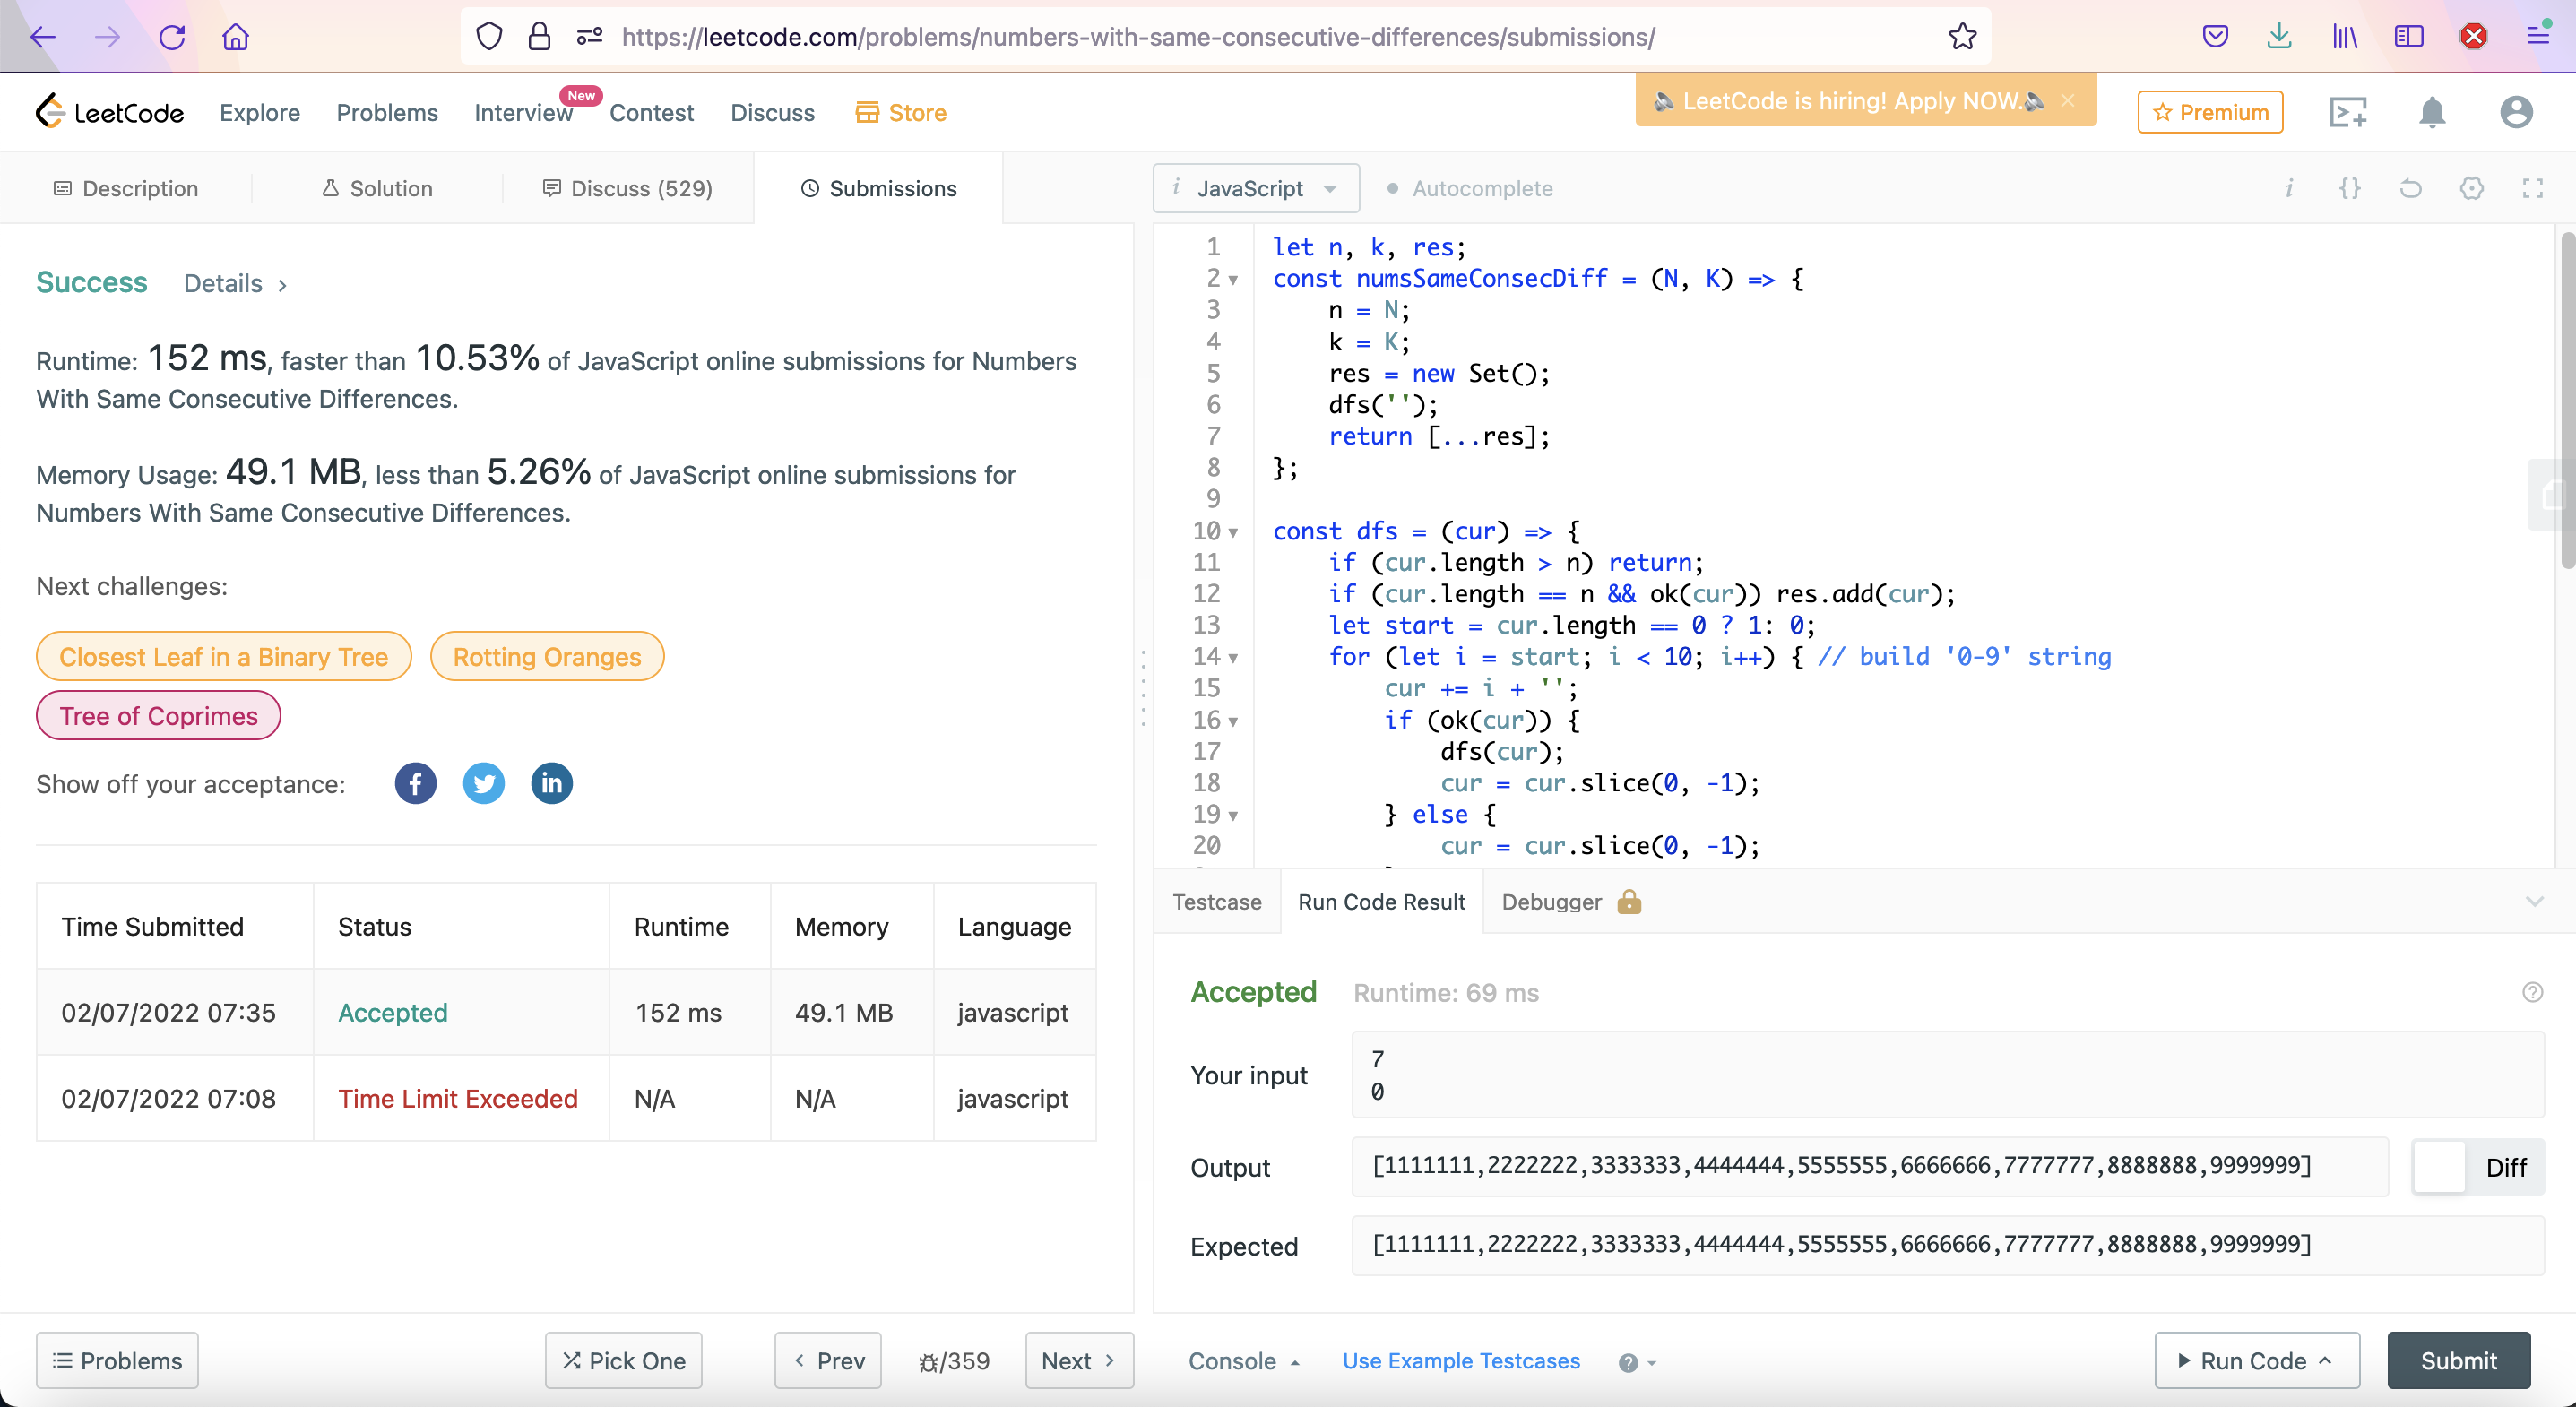 https://leetcode.com/problems/numbers-with-same-consecutive-differences/submissions/
LeetCode
Explore
Problems
Interview
New
Contest
Discuss
Store
🔈 LeetCode is hiring! Apply NOW.🔈
Premium
Description
Solution
Discuss (529)
Submissions
Success
Details
Runtime: 152 ms, faster than 10.53% of JavaScript online submissions for Numbers
With Same Consecutive Differences.
Memory Usage: 49.1 MB, less than 5.26% of JavaScript online submissions for
Numbers With Same Consecutive Differences.
Next challenges:
Closest Leaf in a Binary Tree
Rotting Oranges
Tree of Coprimes
Show off your acceptance:
Time Submitted Status Runtime Memory Language
02/07/2022 07:35 Accepted 152 ms 49.1 MB javascript
02/07/2022 07:08 Time Limit Exceeded N/A N/A javascript
Problems
Pick One
Prev
/359
Next
i JavaScript
Autocomplete
1 let n, k, res;
2 const numsSameConsecDiff = (N, K) => {
3 n = N;
4 k = K;
5 res = new Set();
6 dfs('');
7 return [...res];
8 };
9
10 const dfs = (cur) => {
11 if (cur.length > n) return;
12 if (cur.length == n && ok(cur)) res.add(cur);
13 let start = cur.length == 0 ? 1: 0;
14 for (let i = start; i < 10; i++) { // build '0-9' string
15 cur += i + '';
16 if (ok(cur)) {
17 dfs(cur);
18 cur = cur.slice(0, -1);
19 } else {
20 cur = cur.slice(0, -1);
Testcase
Run Code Result
Debugger
Accepted
Runtime: 69 ms
Your input
7
0
Output
[1111111,2222222,3333333,4444444,5555555,6666666,7777777,8888888,9999999]
Diff
Expected
[1111111,2222222,3333333,4444444,5555555,6666666,7777777,8888888,9999999]
Console
Use Example Testcases
Run Code
Submit